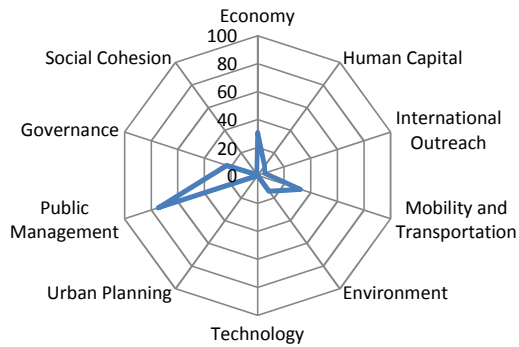 Economy
100
80
60
40
20
0
Human Capital
International
Outreach
Mobility and
Transportation
Environment
Technology
Urban Planning
Public
Management
Governance
Social Cohesion